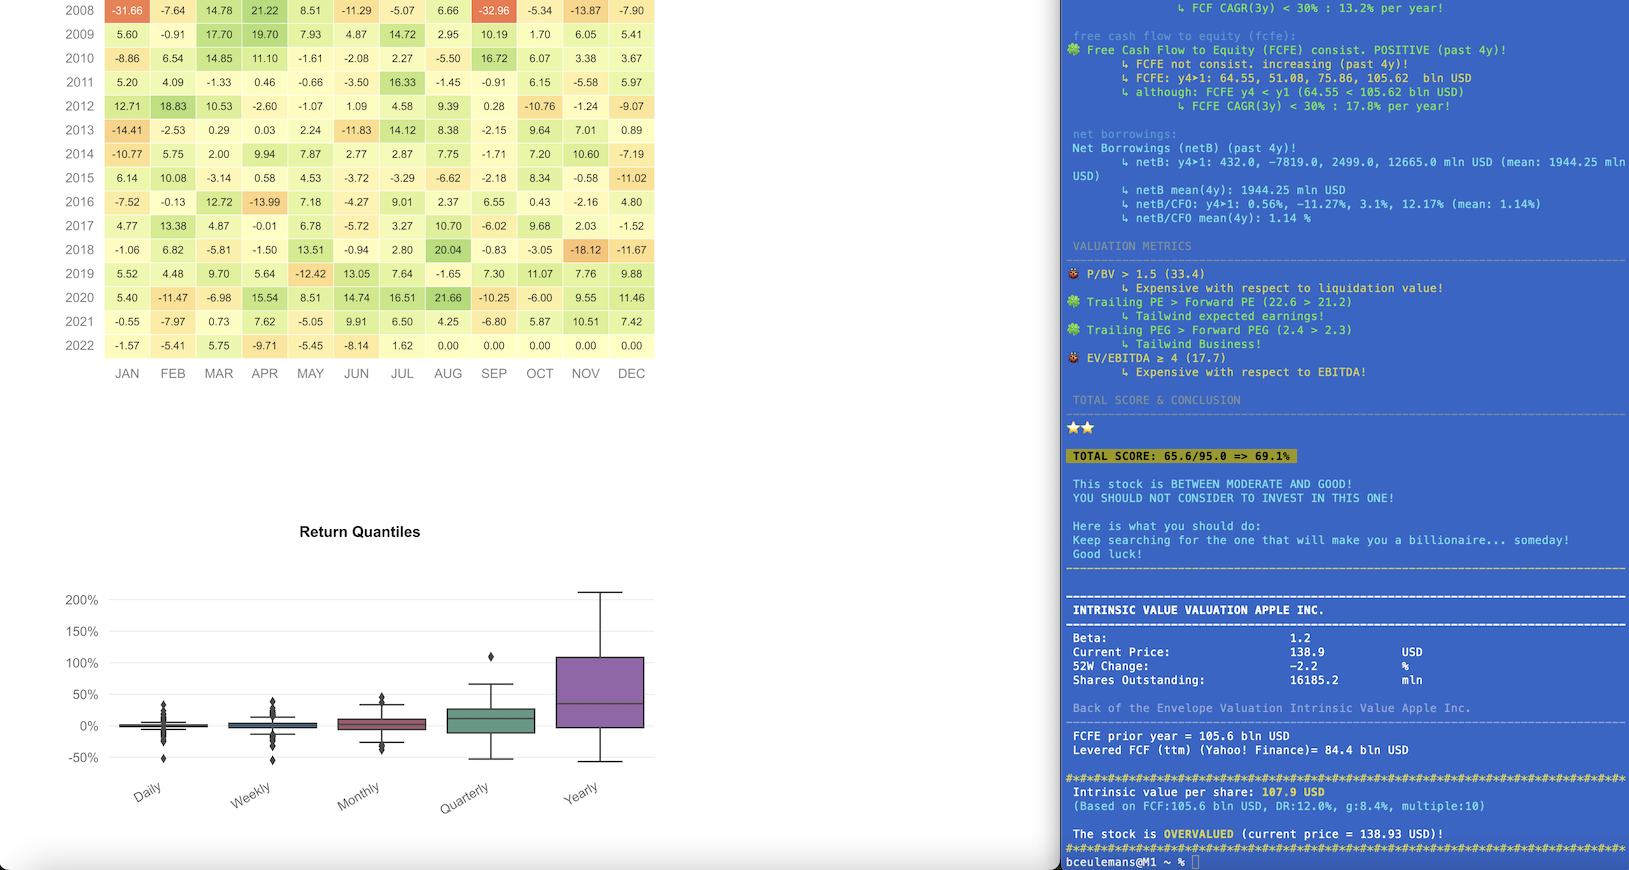 2008 -31.66 -7.64 14.78 21.22 8.51 -11.29 -5.07 6.66 -32.96 -5.34 -13.87 -7.90
2009 5.60 -0.91 17.70 19.70 7.93 4.87 14.72 2.95 10.19 1.70 6.05 5.41
2010 -8.86 6.54 14.85 11.10 -1.61 -2.08 2.27 -5.50 16.72 6.07 3.38 3.67
2011 5.20 4.09 -1.33 0.46 -0.66 -3.50 16.33 -1.45 -0.91 6.15 -5.58 5.97
2012 12.71 18.83 10.53 -2.60 -1.07 1.09 4.58 9.39 0.28 -10.76 -1.24 -9.07
2013 -14.41 -2.53 0.29 0.03 2.24 -11.83 14.12 8.38 -2.15 9.64 7.01 0.89
2014 -10.77 5.75 2.00 9.94 7.87 2.77 2.87 7.75 -1.71 7.20 10.60 -7.19
2015 6.14 10.08 -3.14 0.58 4.53 -3.72 -3.29 -6.62 -2.18 8.34 -0.58 -11.02
2016 -7.52 -0.13 12.72 -13.99 7.18 -4.27 9.01 2.37 6.55 0.43 -2.16 4.80
2017 4.77 13.38 4.87 -0.01 6.78 -5.72 3.27 10.70 -6.02 9.68 2.03 -1.52
2018 -1.06 6.82 -5.81 -1.50 13.51 -0.94 2.80 20.04 -0.83 -3.05 -18.12 -11.67
2019 5.52 4.48 9.70 5.64 -12.42 13.05 7.64 -1.65 7.30 11.07 7.76 9.88
2020 5.40 -11.47 -6.98 15.54 8.51 14.74 16.51 21.66 -10.25 -6.00 9.55 11.46
2021 -0.55 -7.97 0.73 7.62 -5.05 9.91 6.50 4.25 -6.80 5.87 10.51 7.42
2022 -1.57 -5.41 5.75 -9.71 -5.45 -8.14 1.62 0.00 0.00 0.00 0.00 0.00
JAN FEB MAR APR MAY JUN JUL AUG SEP OCT NOV DEC
Return Quantiles
200%
150%
100%
50%
0%
-50%
Daily Weekly Monthly Quarterly Yearly
↳ FCF CAGR(3y) < 30% : 13.2% per year!
free cash flow to equity (fcfe):
🍀 Free Cash Flow to Equity (FCFE) consist. POSITIVE (past 4y)!
↳ FCFE not consist. increasing (past 4y)!
↳ FCFE: y4➤1: 64.55, 51.08, 75.86, 105.62 bln USD
↳ although: FCFE y4 < y1 (64.55 < 105.62 bln USD)
↳ FCFE CAGR(3y) < 30% : 17.8% per year!
net borrowings:
Net Borrowings (netB) (past 4y)!
↳ netB: y4➤1: 432.0, -7819.0, 2499.0, 12665.0 mln USD (mean: 1944.25 mln
USD)
↳ netB mean(4y): 1944.25 mln USD
↳ netB/CFO: y4➤1: 0.56%, -11.27%, 3.1%, 12.17% (mean: 1.14%)
↳ netB/CFO mean(4y): 1.14 %
VALUATION METRICS
🐞 P/BV > 1.5 (33.4)
↳ Expensive with respect to liquidation value!
🍀 Trailing PE > Forward PE (22.6 > 21.2)
↳ Tailwind expected earnings!
🍀 Trailing PEG > Forward PEG (2.4 > 2.3)
↳ Tailwind Business!
🐞 EV/EBITDA ≥ 4 (17.7)
↳ Expensive with respect to EBITDA!
TOTAL SCORE & CONCLUSION
⭐⭐
TOTAL SCORE: 65.6/95.0 => 69.1%
This stock is BETWEEN MODERATE AND GOOD!
YOU SHOULD NOT CONSIDER TO INVEST IN THIS ONE!
Here is what you should do:
Keep searching for the one that will make you a billionaire... someday!
Good luck!
INTRINSIC VALUE VALUATION APPLE INC.
Beta: 1.2
Current Price: 138.9 USD
52W Change: -2.2 %
Shares Outstanding: 16185.2 mln
Back of the Envelope Valuation Intrinsic Value Apple Inc.
FCFE prior year = 105.6 bln USD
Levered FCF (ttm) (Yahoo! Finance)= 84.4 bln USD
#*#*#*#*#*#*#*#*#*#*#*#*#*#*#*#*#*#*#*#*#*#*#*#*#*#*#*#*#*#*#*#*#*#*#*#*#*#*#*#*
Intrinsic value per share: 107.9 USD
(Based on FCF:105.6 bln USD, DR:12.0%, g:8.4%, multiple:10)
The stock is OVERVALUED (current price = 138.93 USD)!
#*#*#*#*#*#*#*#*#*#*#*#*#*#*#*#*#*#*#*#*#*#*#*#*#*#*#*#*#*#*#*#*#*#*#*#*#*#*#*#*
bceulemans@M1 ~ %